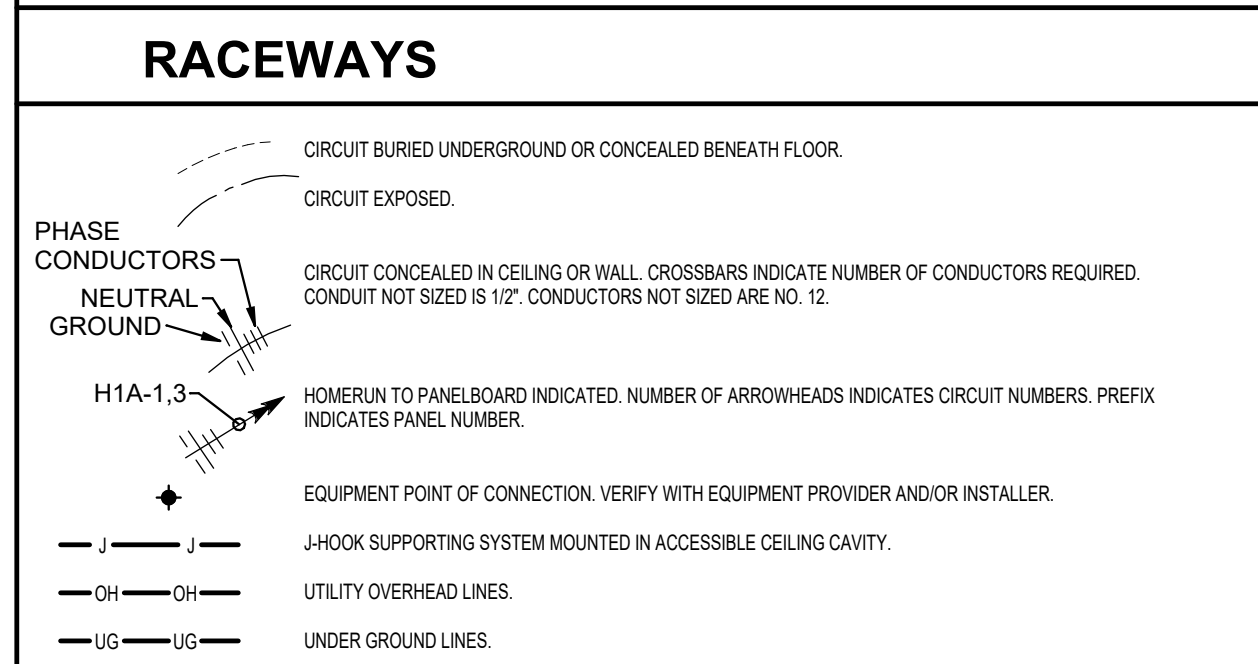 RACEWAYS
CIRCUIT BURIED UNDERGROUND OR CONCEALED BENEATH FLOOR.
CIRCUIT EXPOSED.
PHASE
CONDUCTORS
NEUTRAL
GROUND
CIRCUIT CONCEALED IN CEILING OR WALL. CROSSBARS INDICATE NUMBER OF CONDUCTORS REQUIRED.
CONDUIT NOT SIZED IS 1/2". CONDUCTORS NOT SIZED ARE NO. 12.
H1A-1,3
HOMERUN TO PANELBOARD INDICATED. NUMBER OF ARROWHEADS INDICATES CIRCUIT NUMBERS. PREFIX
INDICATES PANEL NUMBER.
EQUIPMENT POINT OF CONNECTION. VERIFY WITH EQUIPMENT PROVIDER AND/OR INSTALLER.
J J J-HOOK SUPPORTING SYSTEM MOUNTED IN ACCESSIBLE CEILING CAVITY.
OH OH UTILITY OVERHEAD LINES.
UG UG UNDER GROUND LINES.